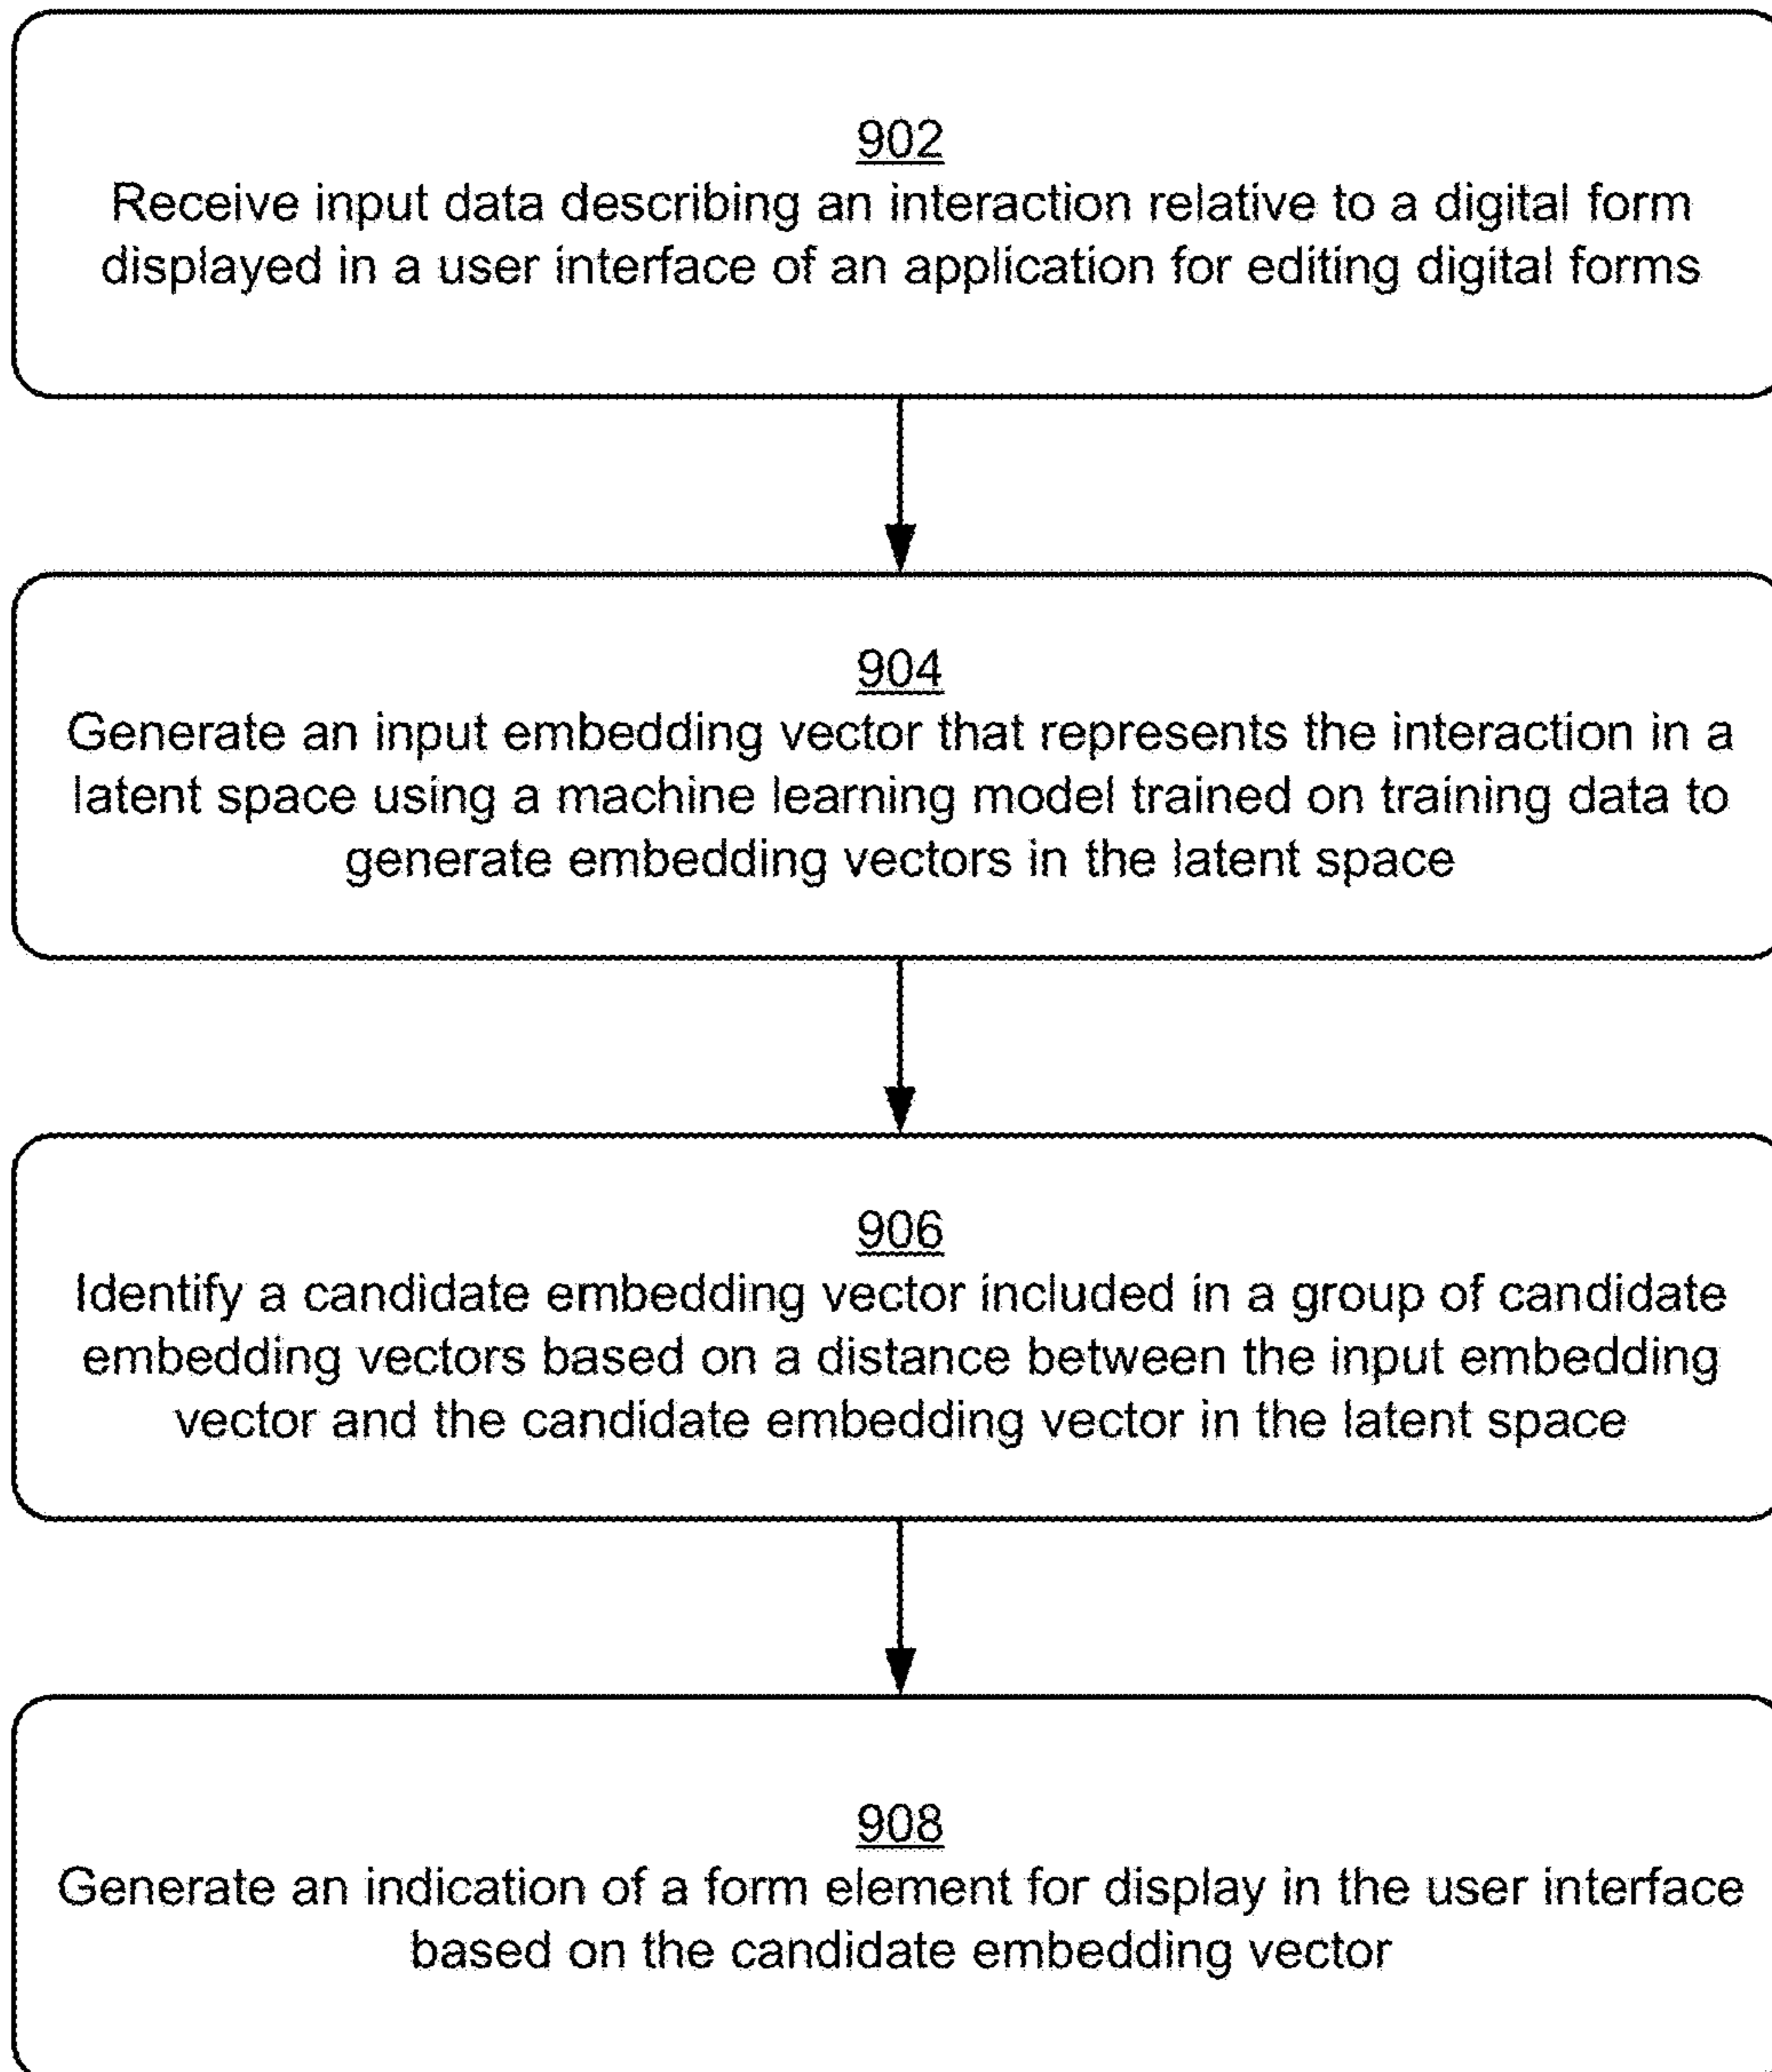 902
Receive input data describing an interaction relative to a digital form
displayed in a user interface of an application for editing digital forms
904
Generate an input embedding vector that represents the interaction in a
latent space using a machine learning model trained on training data to
generate embedding vectors in the latent space
906
Identify a candidate embedding vector included in a group of candidate
embedding vectors based on a distance between the input embedding
vector and the candidate embedding vector in the latent space
908
Generate an indication of a form element for display in the user interface
based on the candidate embedding vector